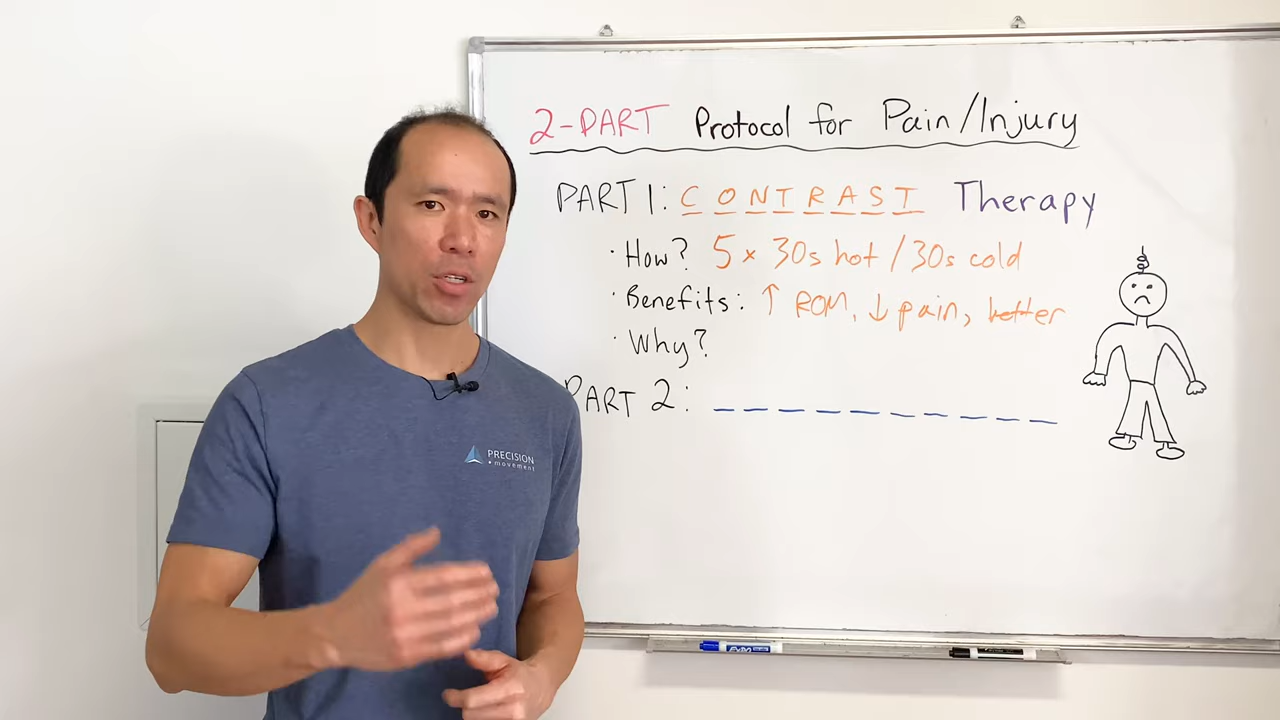 2-PART Protocol for Pain/Injury
PART 1: CONTRAST Therapy
· How? 5 × 30s hot / 30s cold
· Benefits: ↑ ROM, ↓ pain, better
· Why?
PART 2: _ _ _ _ _ _ _ _ _ _ _
PRECISION
movement
EXPO